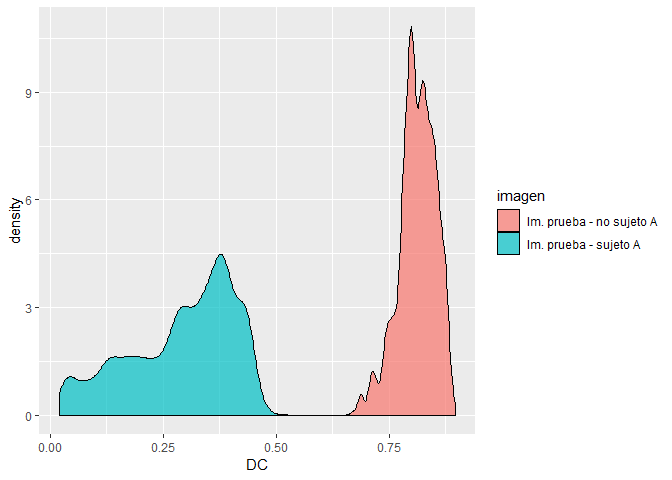 9
6
3
0
density
0.00
0.25
0.50
0.75
DC
imagen
Im. prueba - no sujeto A
Im. prueba - sujeto A